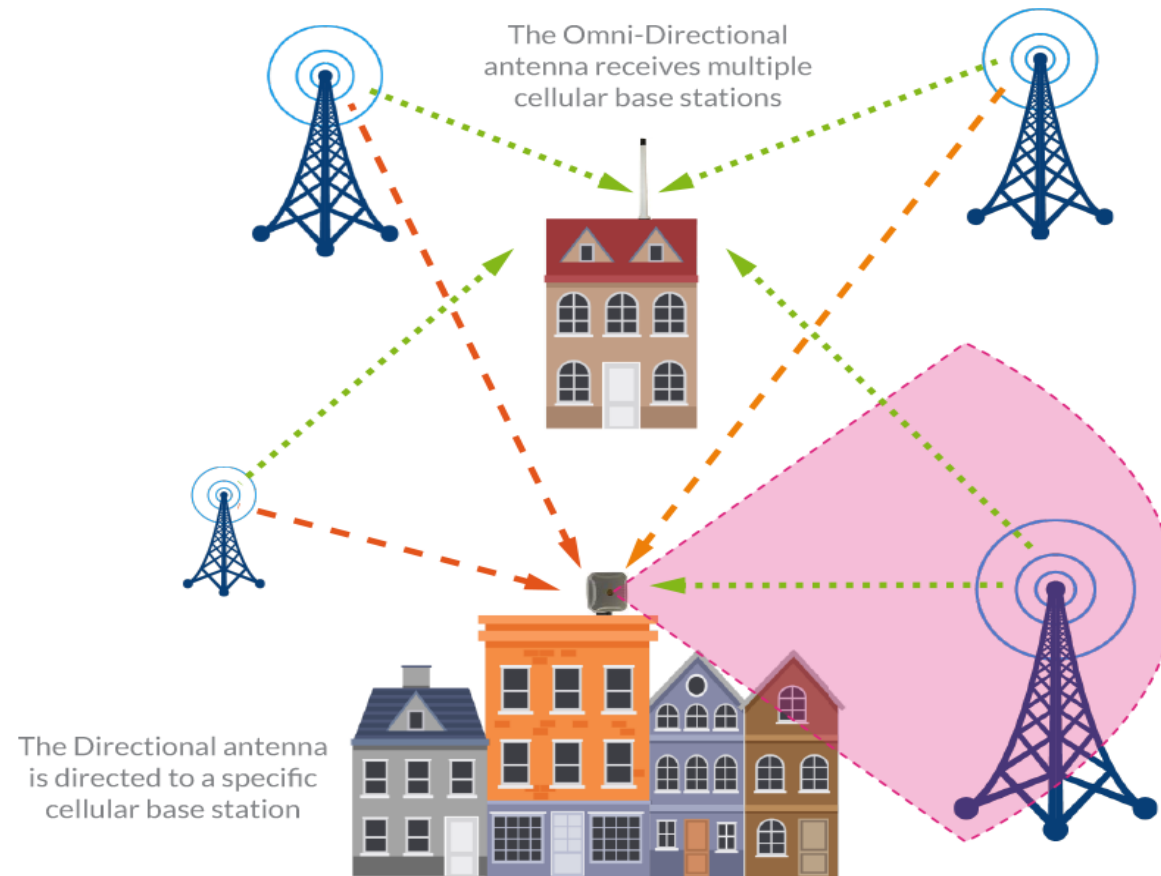 The Omni-Directional
antenna receives multiple
cellular base stations
The Directional antenna
is directed to a specific
cellular base station